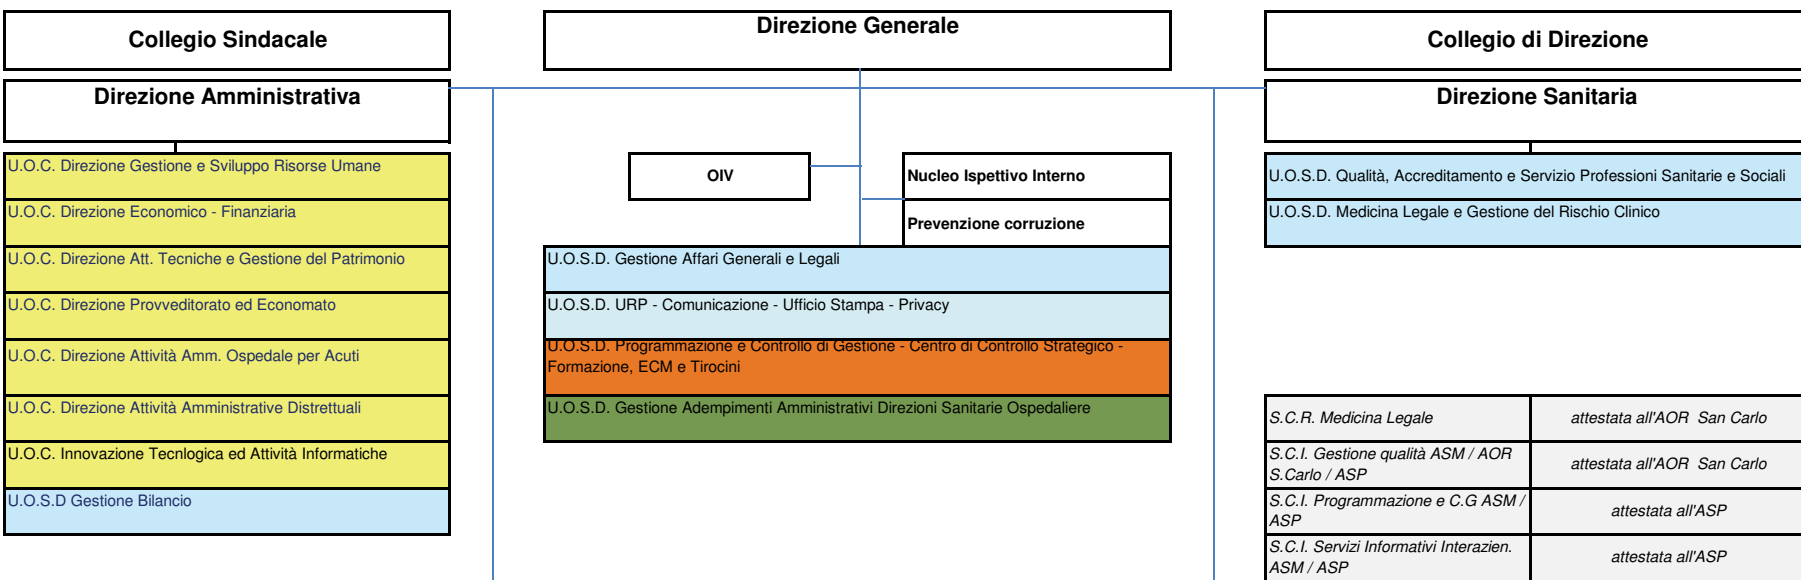 Collegio Sindacale
Direzione Generale
Collegio di Direzione
Direzione Amministrativa
Direzione Sanitaria
U.O.C. Direzione Gestione e Sviluppo Risorse Umane
U.O.C. Direzione Economico - Finanziaria
U.O.C. Direzione Att. Tecniche e Gestione del Patrimonio
U.O.C. Direzione Provveditorato ed Economato
U.O.C. Direzione Attività Amm. Ospedale per Acuti
U.O.C. Direzione Attività Amministrative Distrettuali
U.O.C. Innovazione Tecnlogica ed Attività Informatiche
U.O.S.D Gestione Bilancio
OIV
Nucleo Ispettivo Interno
Prevenzione corruzione
U.O.S.D. Gestione Affari Generali e Legali
U.O.S.D. URP - Comunicazione - Ufficio Stampa - Privacy
U.O.S.D. Programmazione e Controllo di Gestione - Centro di Controllo Strategico -
Formazione, ECM e Tirocini
U.O.S.D. Gestione Adempimenti Amministrativi Direzioni Sanitarie Ospedaliere
U.O.S.D. Qualità, Accreditamento e Servizio Professioni Sanitarie e Sociali
U.O.S.D. Medicina Legale e Gestione del Rischio Clinico
S.C.R. Medicina Legale
attestata all'AOR San Carlo
S.C.I. Gestione qualità ASM / AOR
S.Carlo / ASP
attestata all'AOR San Carlo
S.C.I. Programmazione e C.G ASM /
ASP
attestata all'ASP
S.C.I. Servizi Informativi Interazien.
ASM / ASP
attestata all'ASP